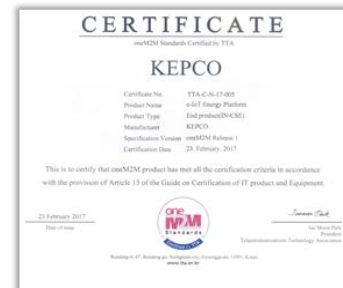 CERTIFICATE
oneM2M Standards Certified by TTA
KEPCO
Certificate No. TTA-C-N-17-005
Product Name e-IoT Energy Platform
Product Type End product(IN-CSE)
Manufacturer KEPCO
Specification Version oneM2M Release 1
Certification Date 23. February. 2017
This is to certify that oneM2M product has met all the certification criteria in accordance
with the provision of Article 13 of the Guide on Certification of IT product and Equipment.
23 February 2017
Date of issue
one
M2M
Standards
Certified by TTA
President
Telecommunications Technology Association
www.tta.or.kr